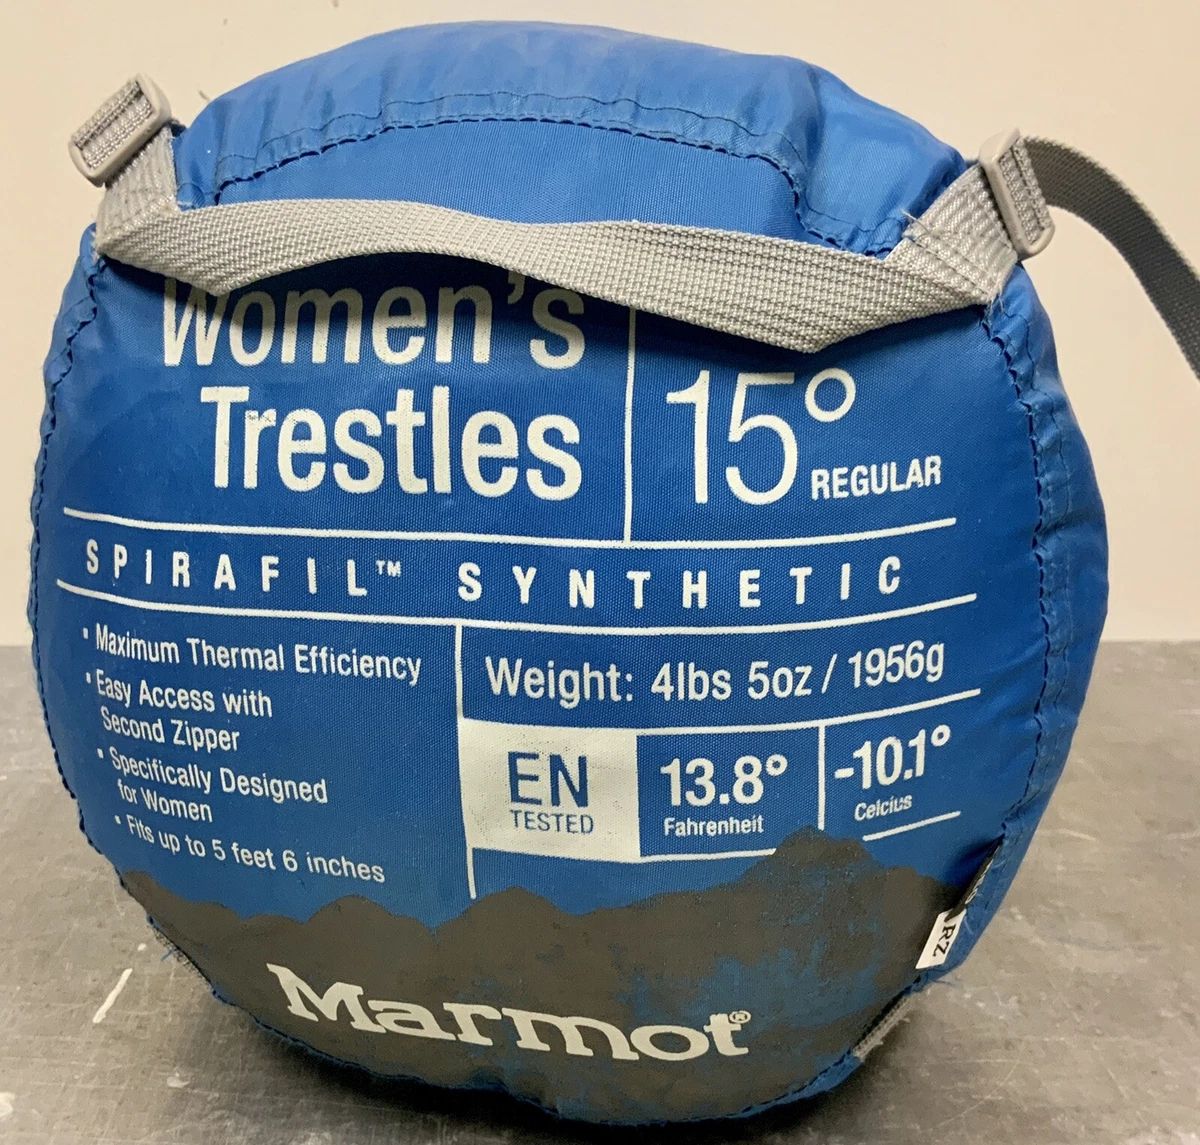 Women's
Trestles
15°
REGULAR
SPIRAFIL™ SYNTHETIC
• Maximum Thermal Efficiency
• Easy Access with
Second Zipper
• Specifically Designed
for Women
• Fits up to 5 feet 6 inches
Weight: 4lbs 5oz / 1956g
EN
TESTED
13.8°
Fahrenheit
-10.1°
Celcius
RZ
Marmot®